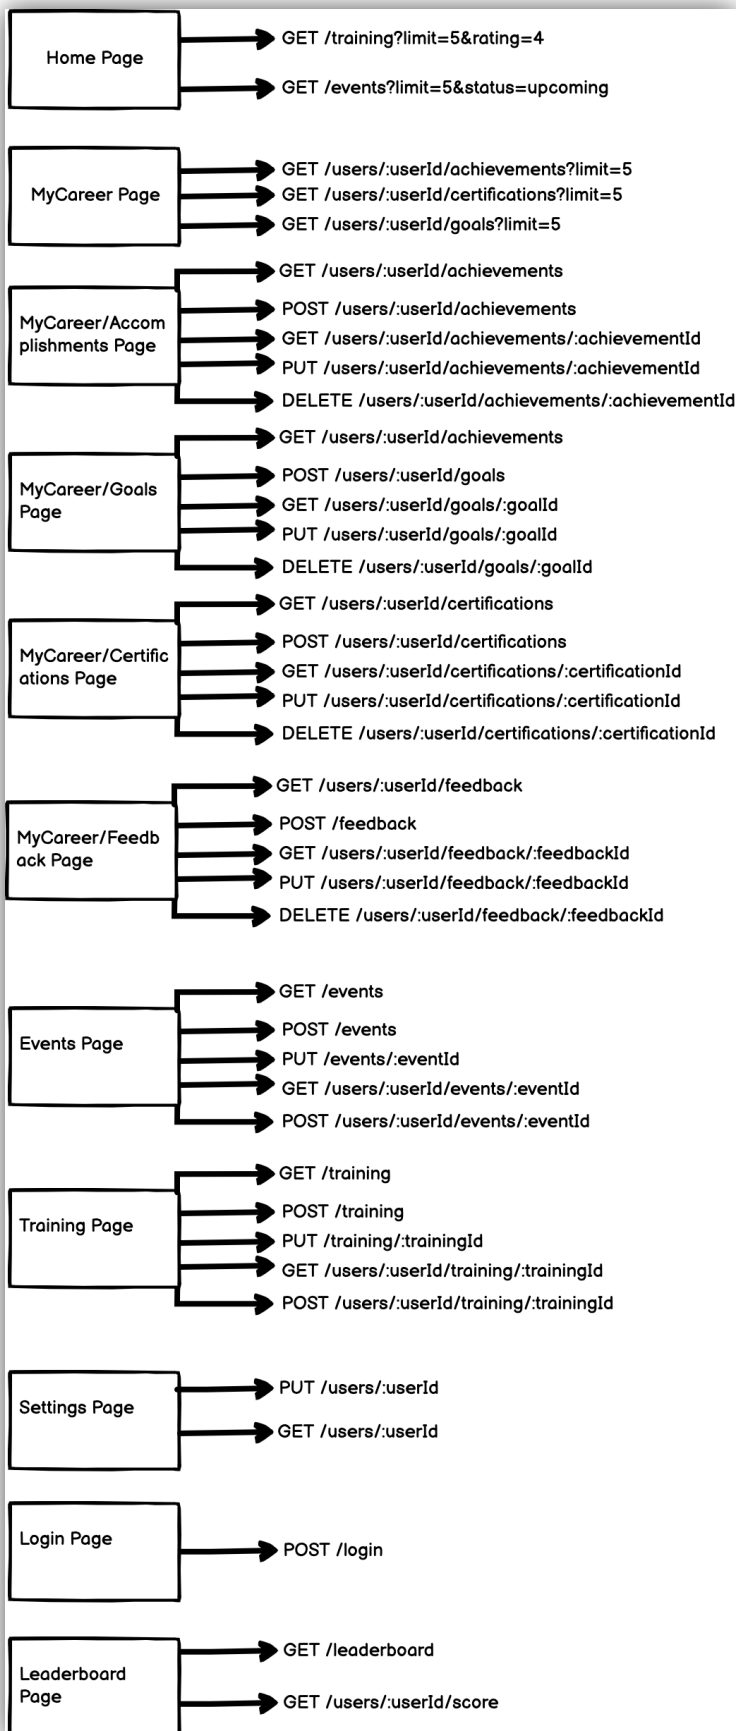 Home Page
GET /training?limit=5&rating=4
GET /events?limit=5&status=upcoming
MyCareer Page
GET /users/:userId/achievements?limit=5
GET /users/:userId/certifications?limit=5
GET /users/:userId/goals?limit=5
MyCareer/Accom
plishments Page
GET /users/:userId/achievements
POST /users/:userId/achievements
GET /users/:userId/achievements/:achievementId
PUT /users/:userId/achievements/:achievementId
DELETE /users/:userId/achievements/:achievementId
MyCareer/Goals
Page
GET /users/:userId/achievements
POST /users/:userId/goals
GET /users/:userId/goals/:goalId
PUT /users/:userId/goals/:goalId
DELETE /users/:userId/goals/:goalId
MyCareer/Certific
ations Page
GET /users/:userId/certifications
POST /users/:userId/certifications
GET /users/:userId/certifications/:certificationId
PUT /users/:userId/certifications/:certificationId
DELETE /users/:userId/certifications/:certificationId
MyCareer/Feedb
ack Page
GET /users/:userId/feedback
POST /feedback
GET /users/:userId/feedback/:feedbackId
PUT /users/:userId/feedback/:feedbackId
DELETE /users/:userId/feedback/:feedbackId
Events Page
GET /events
POST /events
PUT /events/:eventId
GET /users/:userId/events/:eventId
POST /users/:userId/events/:eventId
Training Page
GET /training
POST /training
PUT /training/:trainingId
GET /users/:userId/training/:trainingId
POST /users/:userId/training/:trainingId
Settings Page
PUT /users/:userId
GET /users/:userId
Login Page
POST /login
Leaderboard
Page
GET /leaderboard
GET /users/:userId/score